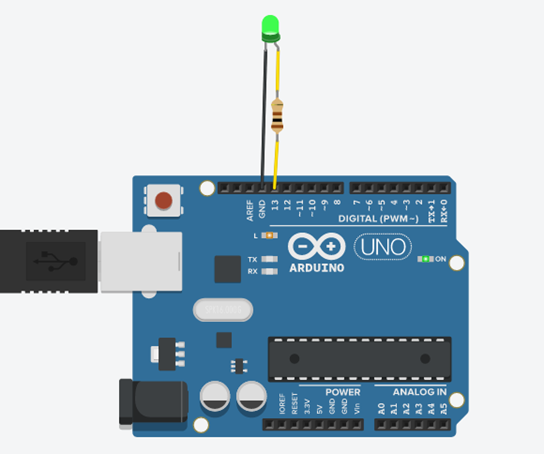 AREF
GND
13
12
~11
~10
~9
8
7
~6
~5
4
~3
2
TX→1
RX←0
DIGITAL (PWM~)
L
TX
RX
ARDUINO
UNO
ON
IOREF
RESET
3.3V
5V
GND
GND
Vin
POWER
ANALOG IN
A0
A1
A2
A3
A4
A5